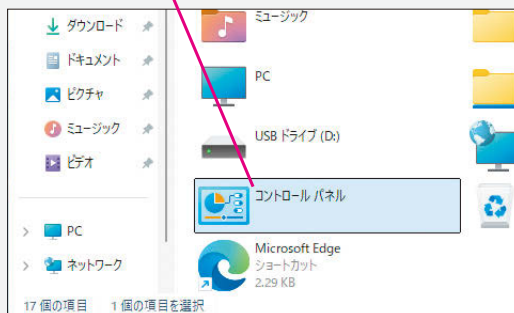 ダウンロード
ドキュメント
ピクチャ
ミュージック
ビデオ
PC
ネットワーク
ミュージック
PC
USB ドライブ (D:)
コントロール パネル
Microsoft Edge
ショートカット
2.29 KB
17 個の項目 1 個の項目を選択